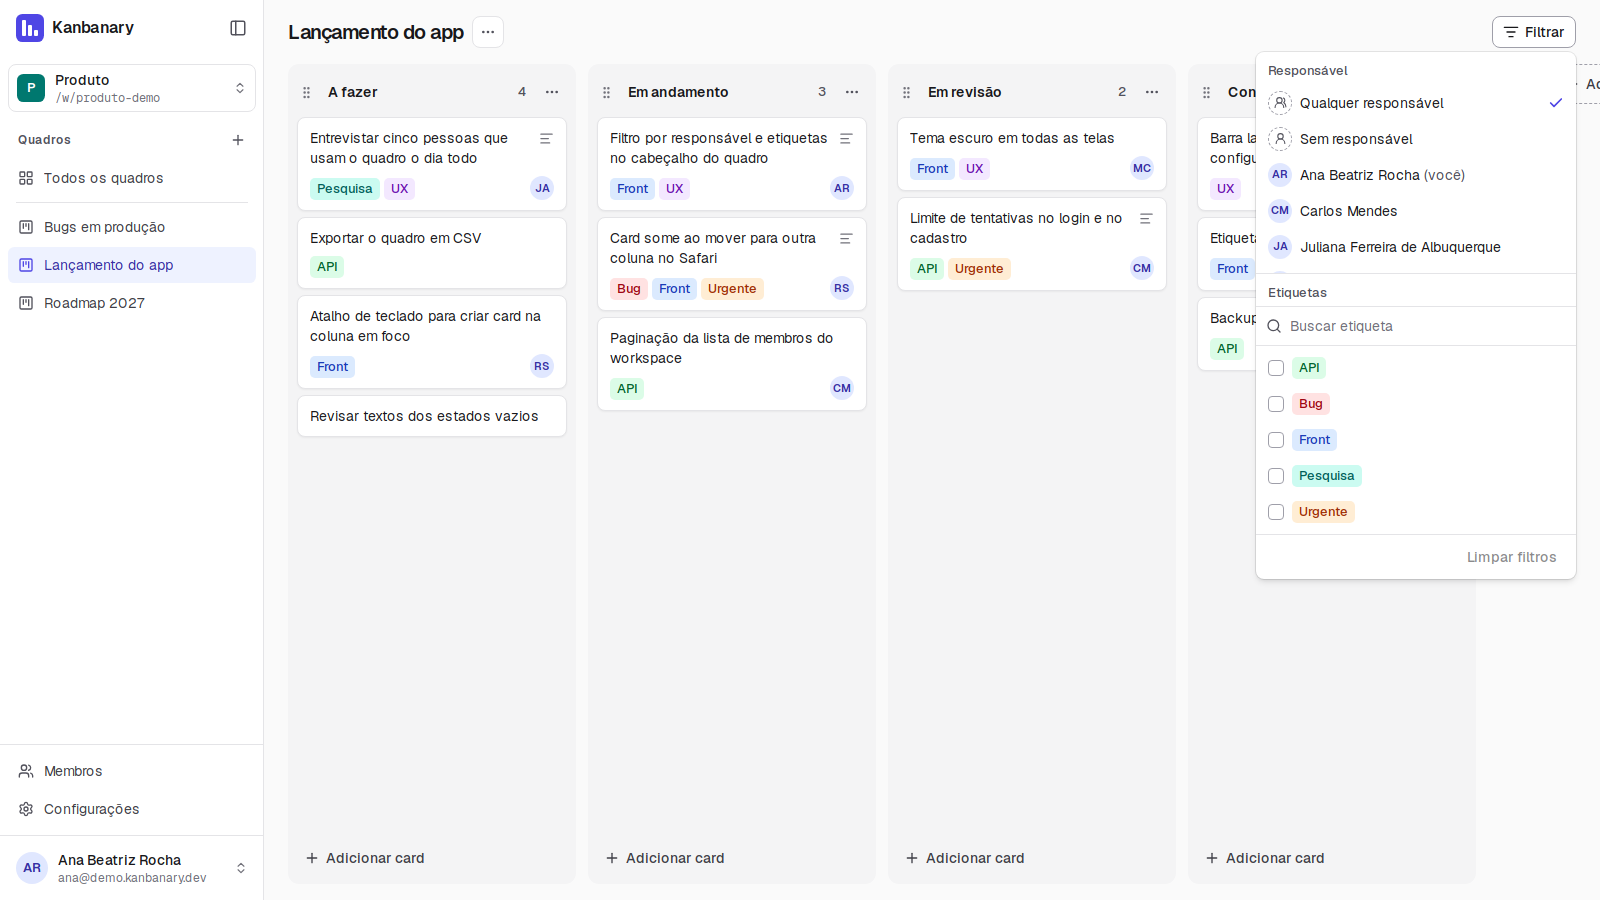 Kanbanary
P
Produto
/w/produto-demo
Quadros
Todos os quadros
Bugs em produção
Lançamento do app
Roadmap 2027
Membros
Configurações
AR
Ana Beatriz Rocha
ana@demo.kanbanary.dev
Lançamento do app
Filtrar
A fazer 4
Entrevistar cinco pessoas que
usam o quadro o dia todo
Pesquisa UX JA
Exportar o quadro em CSV
API
Atalho de teclado para criar card na
coluna em foco
Front RS
Revisar textos dos estados vazios
Adicionar card
Em andamento 3
Filtro por responsável e etiquetas
no cabeçalho do quadro
Front UX AR
Card some ao mover para outra
coluna no Safari
Bug Front Urgente RS
Paginação da lista de membros do
workspace
API CM
Adicionar card
Em revisão 2
Tema escuro em todas as telas
Front UX MC
Limite de tentativas no login e no
cadastro
API Urgente CM
Adicionar card
Con
Barra la
configu
UX
Etiqueta
Front
Backup
API
Adicionar card
Responsável
Qualquer responsável
Sem responsável
AR Ana Beatriz Rocha (você)
CM Carlos Mendes
JA Juliana Ferreira de Albuquerque
Etiquetas
Buscar etiqueta
API
Bug
Front
Pesquisa
Urgente
Limpar filtros